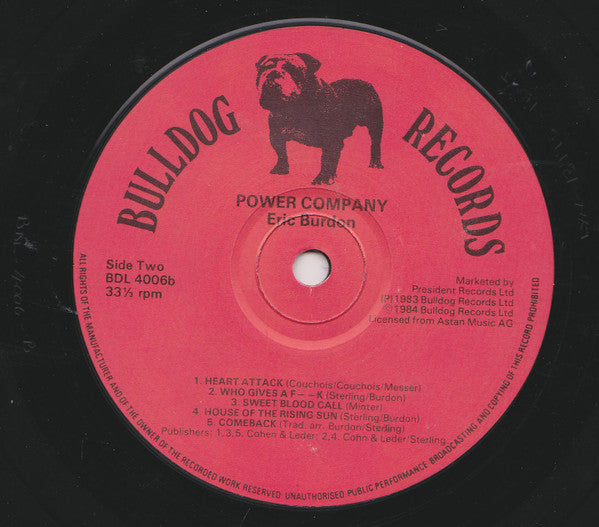 BULLDOG RECORDS
POWER COMPANY
Eric Burdon
Side Two
BDL 4006b
33⅓ rpm
Marketed by
President Records Ltd
(P)1983 Bulldog Records Ltd
©1984 Bulldog Records Ltd
Licensed from Astan Music AG
1. HEART ATTACK (Couchois/Couchois/Messer)
2. WHO GIVES A F – – K (Sterling/Burdon)
3. SWEET BLOOD CALL (Minter)
4. HOUSE OF THE RISING SUN (Sterling/Burdon)
5. COMEBACK (Trad. arr. Burdon/Sterling)
Publishers: 1,3,5. Cohen & Leder: 2,4. Cohn & Leder/Sterling
ALL RIGHTS OF THE MANUFACTURER AND OF THE OWNER OF THE RECORDED WORK RESERVED UNAUTHORISED PUBLIC PERFORMANCE BROADCASTING AND COPYING OF THIS RECORD PROHIBITED